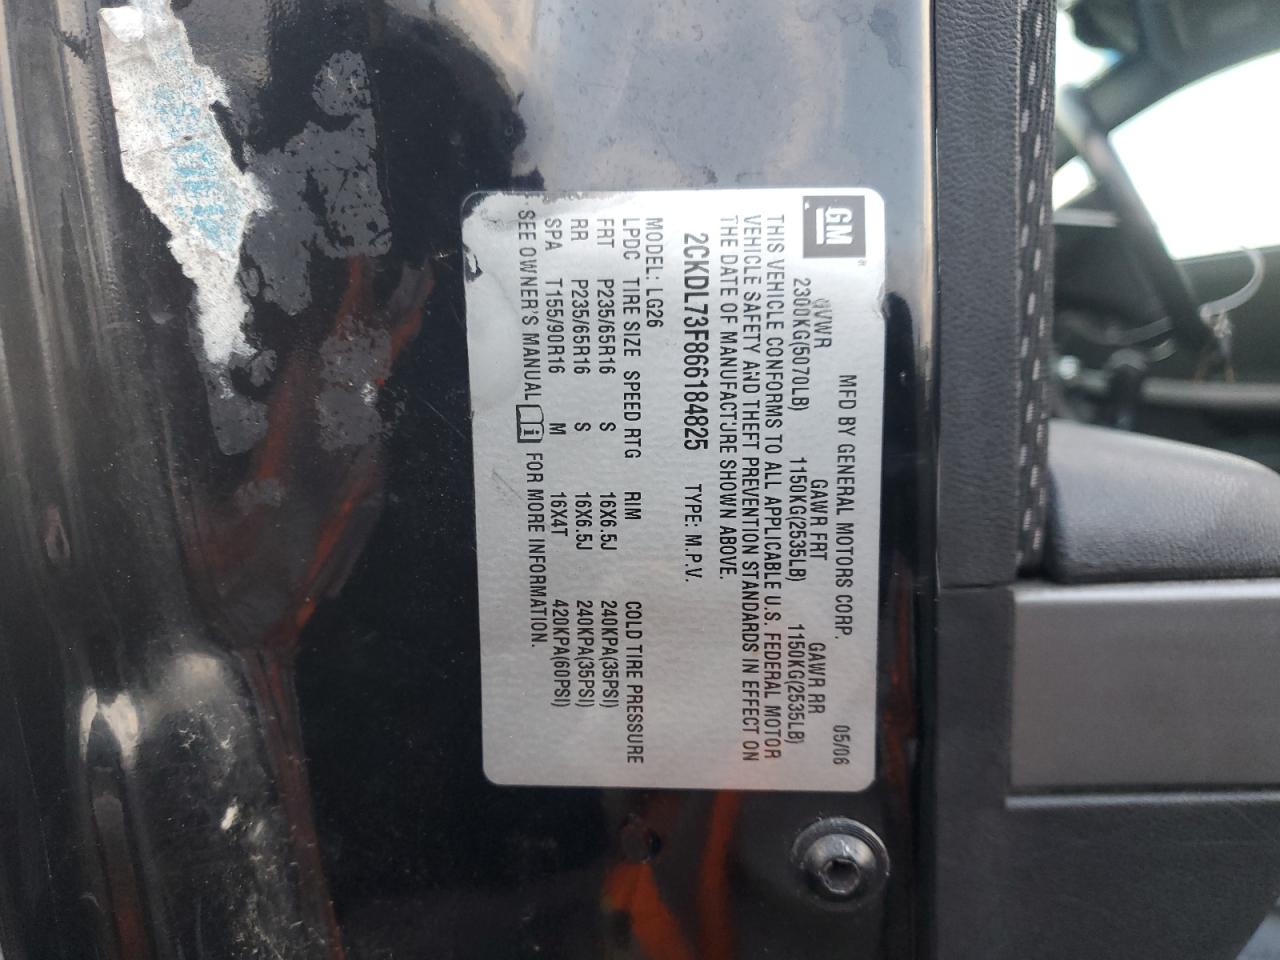 GM
MFD BY GENERAL MOTORS CORP. 05/06
GVWR GAWR FRT GAWR RR
2300KG(5070LB) 1150KG(2535LB) 1150KG(2535LB)
THIS VEHICLE CONFORMS TO ALL APPLICABLE U.S. FEDERAL MOTOR
VEHICLE SAFETY AND THEFT PREVENTION STANDARDS IN EFFECT ON
THE DATE OF MANUFACTURE SHOWN ABOVE.
2CKDL73F866184825 TYPE: M.P.V.
MODEL: LG26
LPDC TIRE SIZE SPEED RTG RIM COLD TIRE PRESSURE
FRT P235/65R16 S 16X6.5J 240KPA(35PSI)
RR P235/65R16 S 16X6.5J 240KPA(35PSI)
SPA T155/90R16 M 16X4T 420KPA(60PSI)
SEE OWNER'S MANUAL FOR MORE INFORMATION.